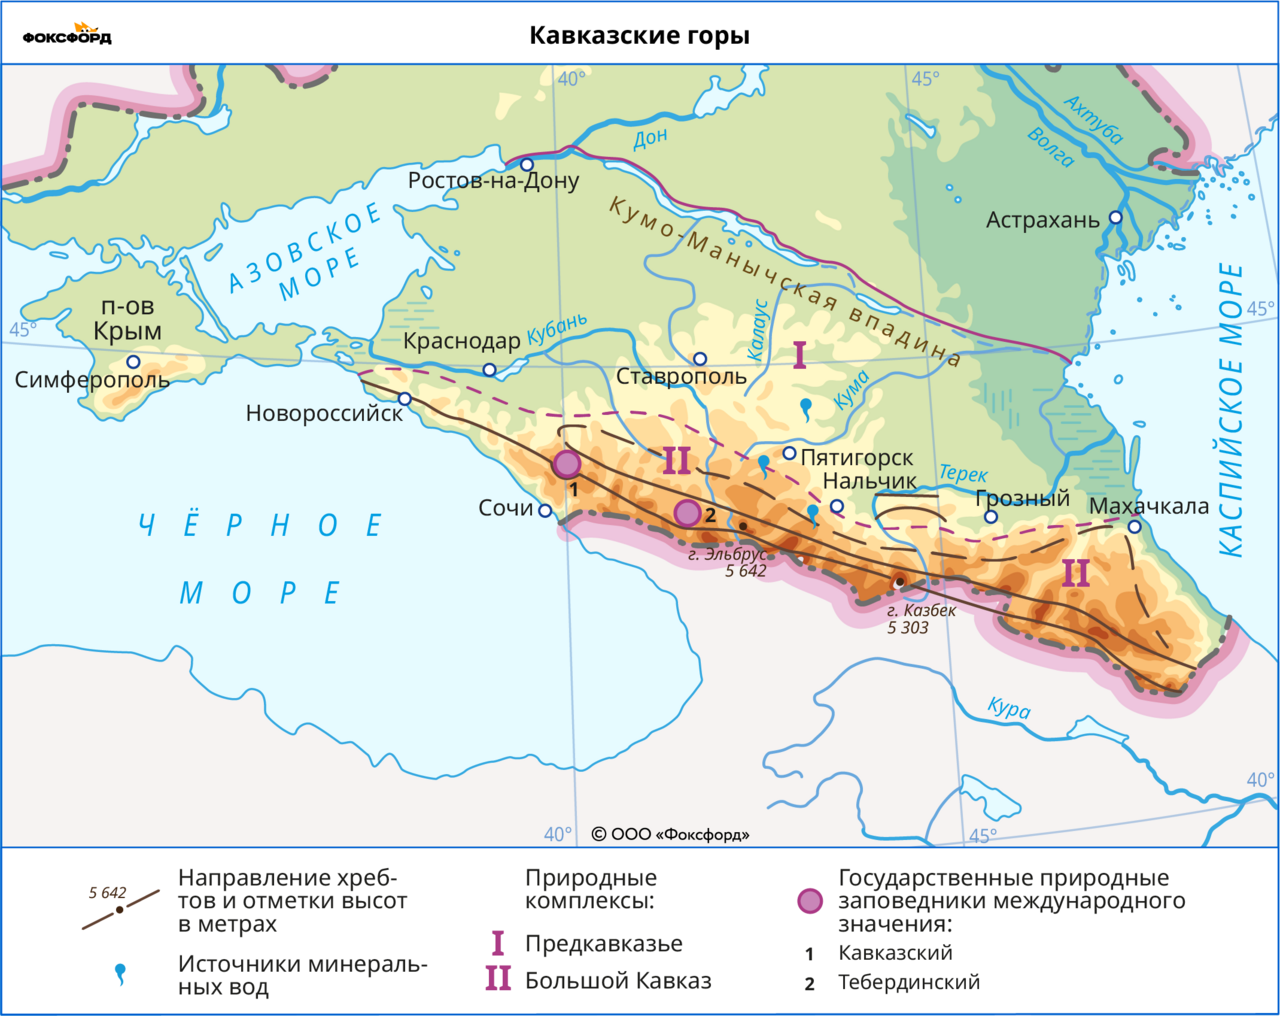 ФОКСФОРД
Кавказские горы
40°
45°
Ахтуба
Волга
Дон
Ростов-на-Дону
Астрахань
АЗОВСКОЕ
МОРЕ
Кумо-Манычская впадина
п-ов
Крым
45°
45°
КАСПИЙСКОЕ МОРЕ
Краснодар
Кубань
Калаус
I
Симферополь
Ставрополь
Кума
Новороссийск
II
Пятигорск
Нальчик
Терек
Грозный
Махачкала
1
Сочи
2
ЧЁРНОЕ
МОРЕ
г. Эльбрус
5 642
II
г. Казбек
5 303
Кура
40°
40°
© ООО «Фоксфорд»
45°
5 642
Направление хреб-
тов и отметки высот
в метрах
Источники минераль-
ных вод
Природные
комплексы:
I Предкавказье
II Большой Кавказ
Государственные природные
заповедники международного
значения:
1 Кавказский
2 Тебердинский